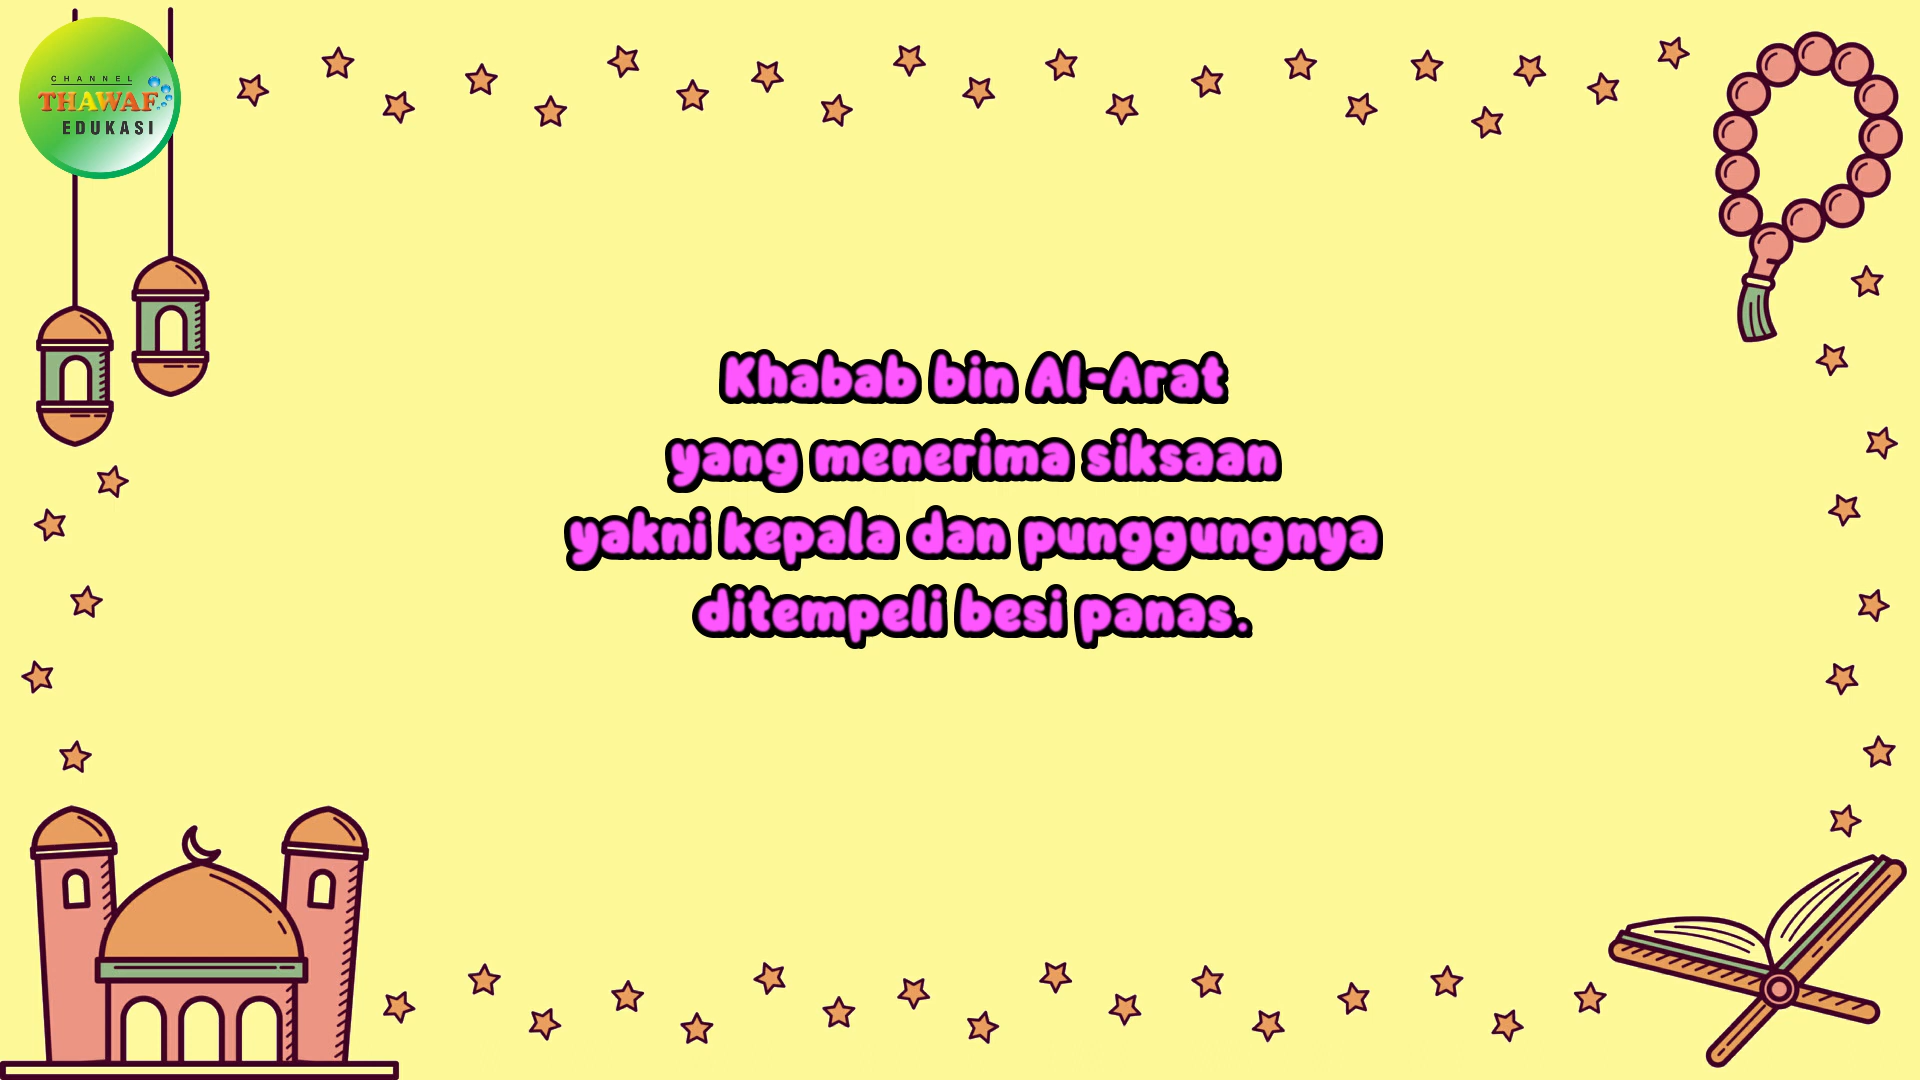 CHANNEL
THAWAF
EDUKASI
Khabab bin Al-Arat
yang menerima siksaan
yakni kepala dan punggungnya
ditempeli besi panas.